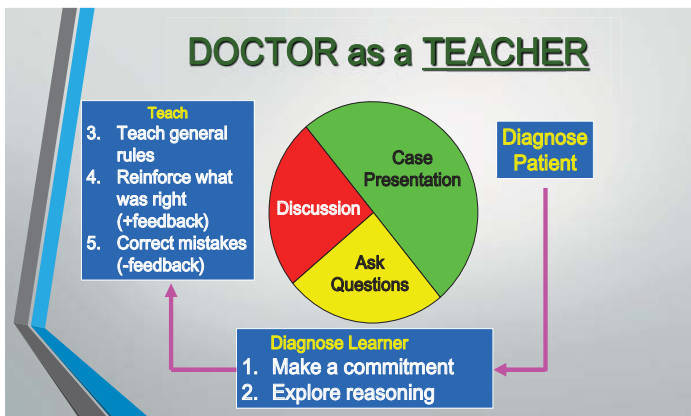 DOCTOR as a TEACHER
Teach
3. Teach general
rules
4. Reinforce what
was right
(+feedback)
5. Correct mistakes
(-feedback)
Case
Presentation
Discussion
Ask
Questions
Diagnose
Patient
Diagnose Learner
1. Make a commitment
2. Explore reasoning